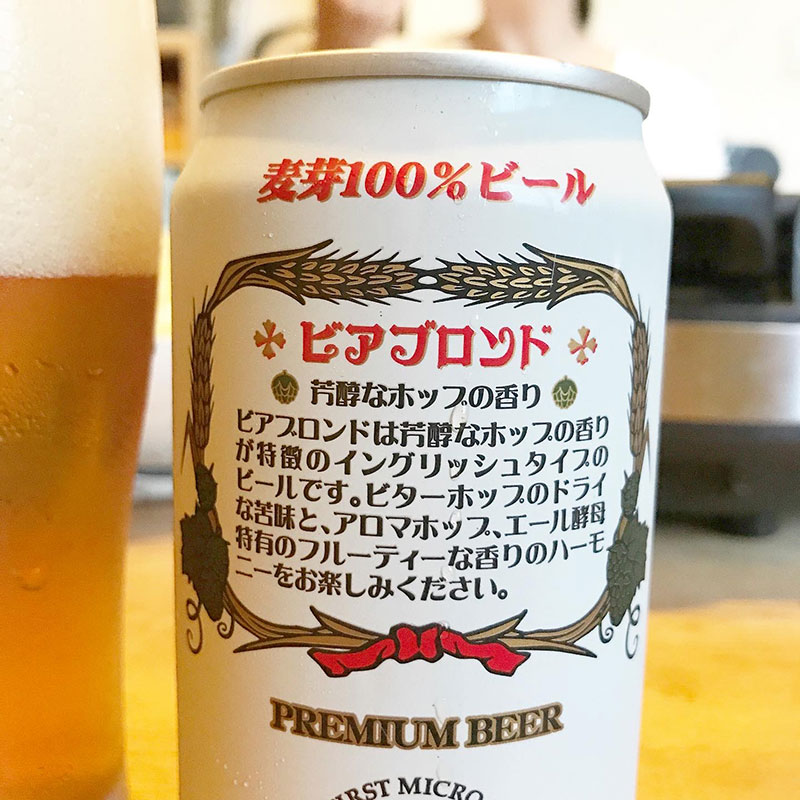 麦芽100%ビール
ビアブロンド
芳醇なホップの香り
ビアブロンドは芳醇なホップの香り
が特徴のイングリッシュタイプの
ビールです。ビターホップのドライ
な苦味と、アロマホップ、エール酵母
特有のフルーティーな香りのハーモ
ニーをお楽しみください。
PREMIUM BEER
FIRST MICRO